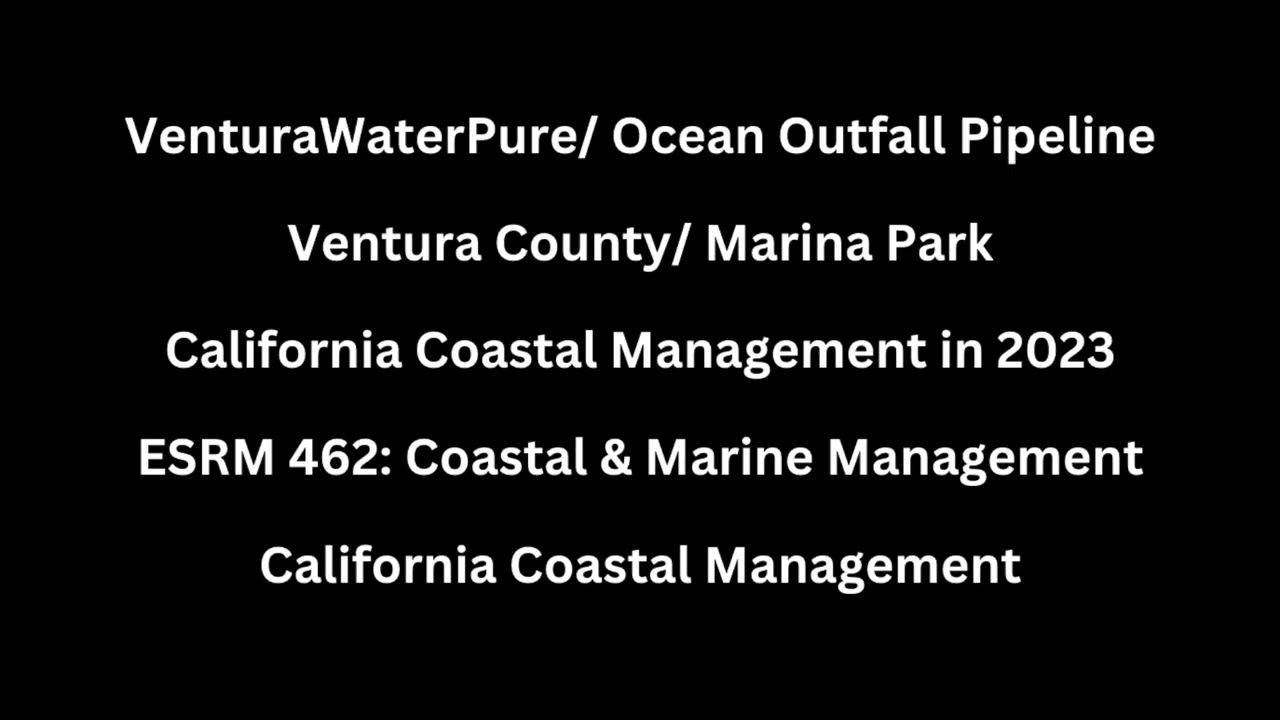 VenturaWaterPure/ Ocean Outfall Pipeline
Ventura County/ Marina Park
California Coastal Management in 2023
ESRM 462: Coastal & Marine Management
California Coastal Management